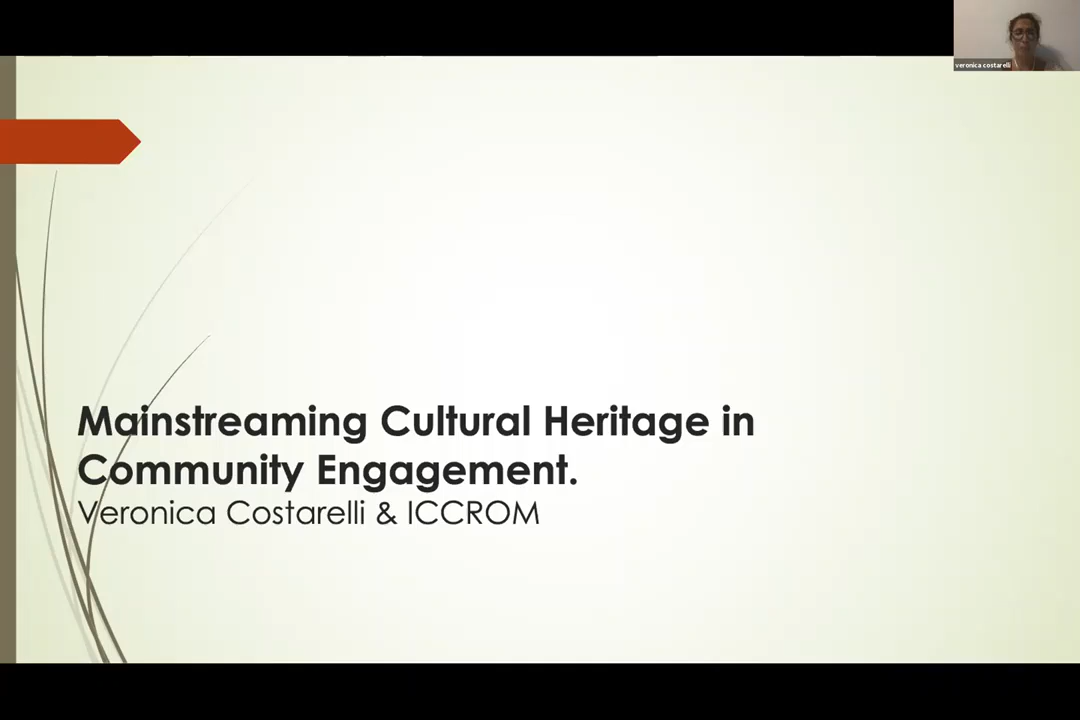 veronica costarelli
Mainstreaming Cultural Heritage in
Community Engagement.
Veronica Costarelli & ICCROM